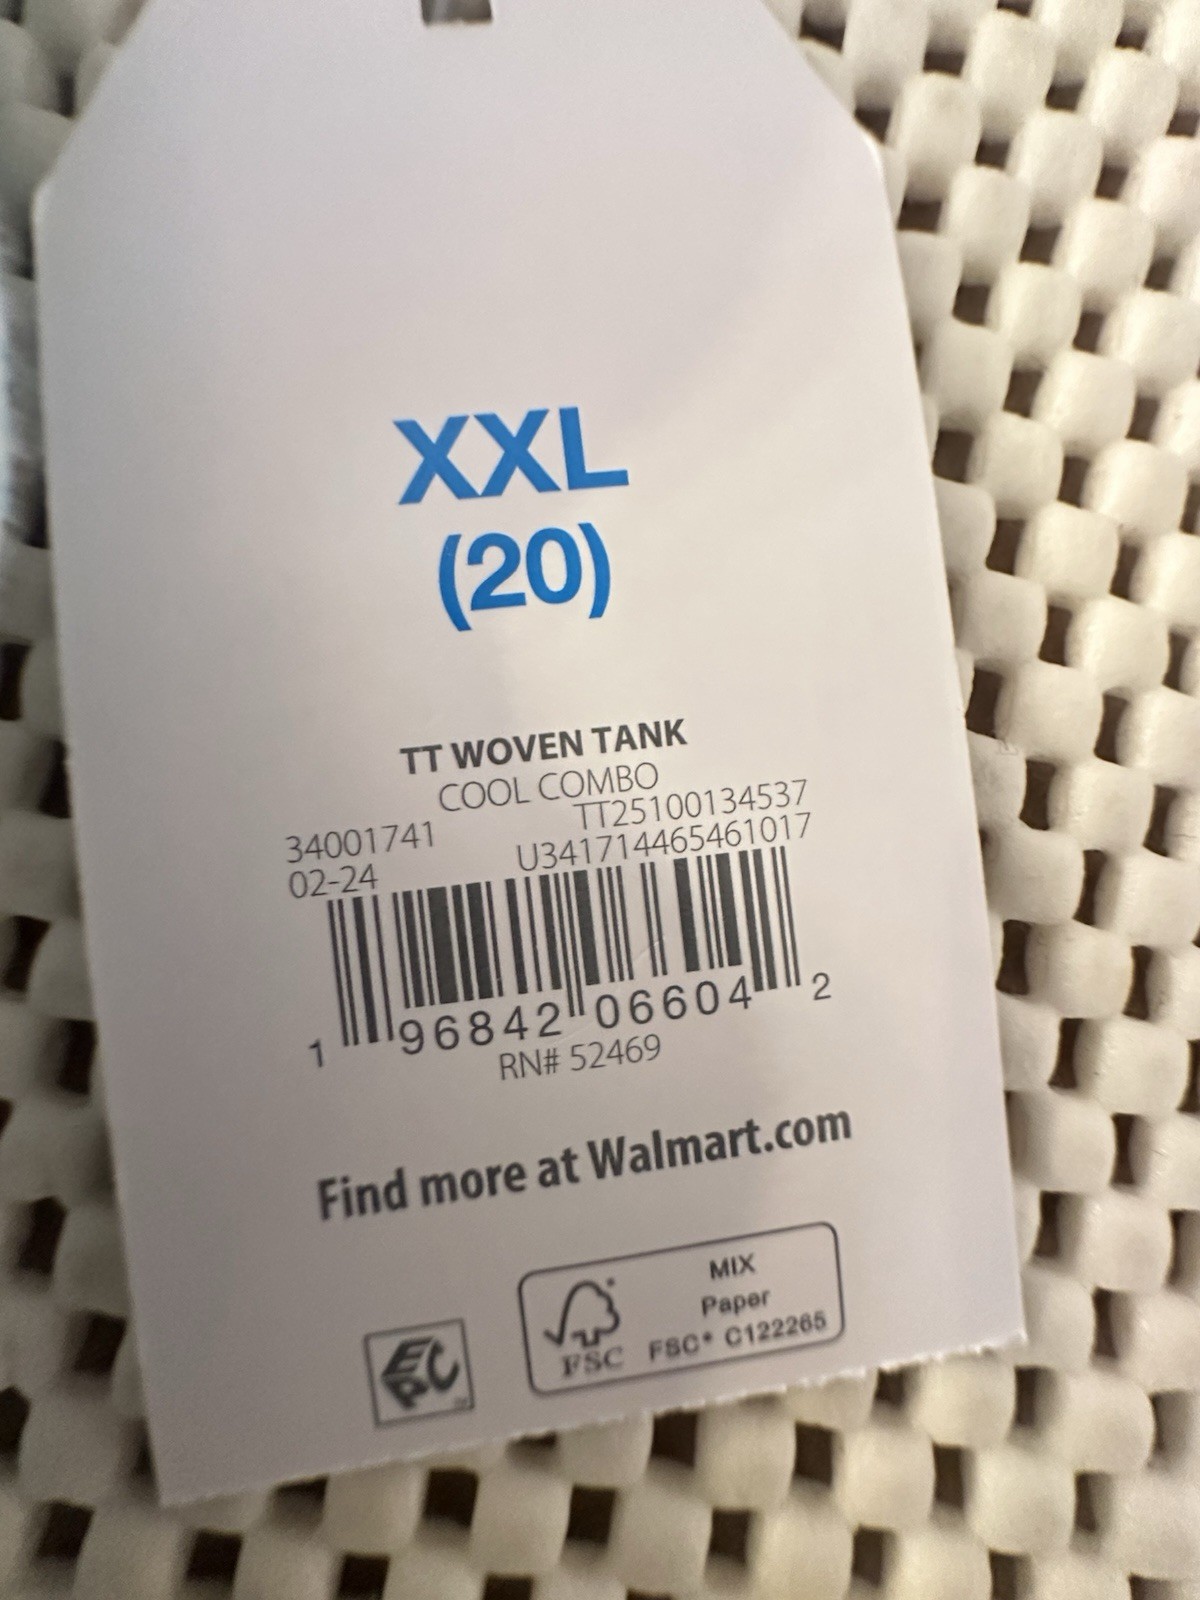 XXL
(20)
TT WOVEN TANK
COOL COMBO
34001741 TT25100134537
02-24 U341714465461017
1 96842 06604 2
RN# 52469
Find more at Walmart.com
EPC
FSC
MIX
Paper
FSC® C122265